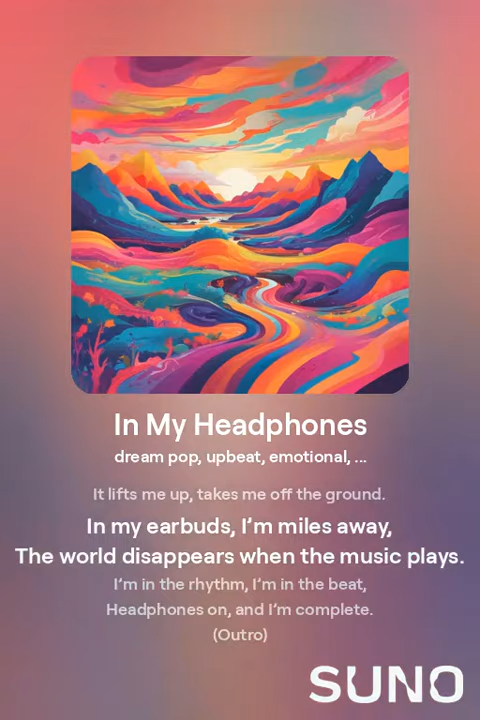 In My Headphones
dream pop, upbeat, emotional, ...
It lifts me up, takes me off the ground.
In my earbuds, I'm miles away,
The world disappears when the music plays.
I'm in the rhythm, I'm in the beat,
Headphones on, and I'm complete.
(Outro)
SUNO